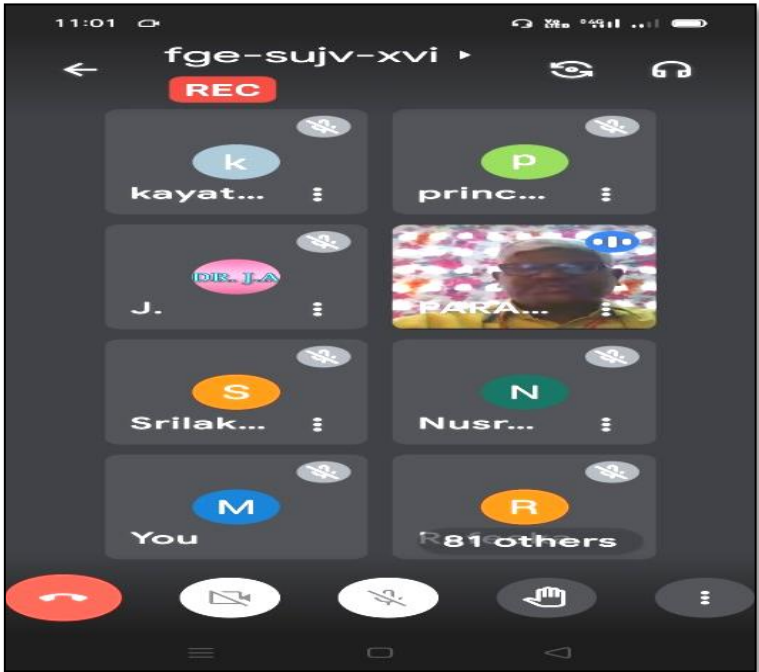 11:01
fge-sujv-xvi
REC
k
kayat...
p
princ...
DR. J.A
J.
PARA...
S
Srilak...
N
Nusr...
M
You
R
81 others